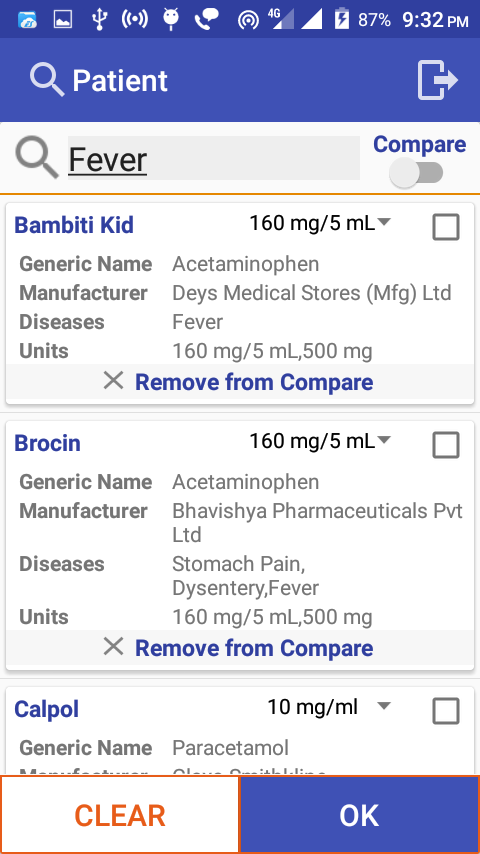 4G 87% 9:32 PM
Patient
Fever Compare
Bambiti Kid 160 mg/5 mL
Generic Name Acetaminophen
Manufacturer Deys Medical Stores (Mfg) Ltd
Diseases Fever
Units 160 mg/5 mL,500 mg
Remove from Compare
Brocin 160 mg/5 mL
Generic Name Acetaminophen
Manufacturer Bhavishya Pharmaceuticals Pvt
Ltd
Diseases Stomach Pain,
Dysentery,Fever
Units 160 mg/5 mL,500 mg
Remove from Compare
Calpol 10 mg/ml
Generic Name Paracetamol
CLEAR OK